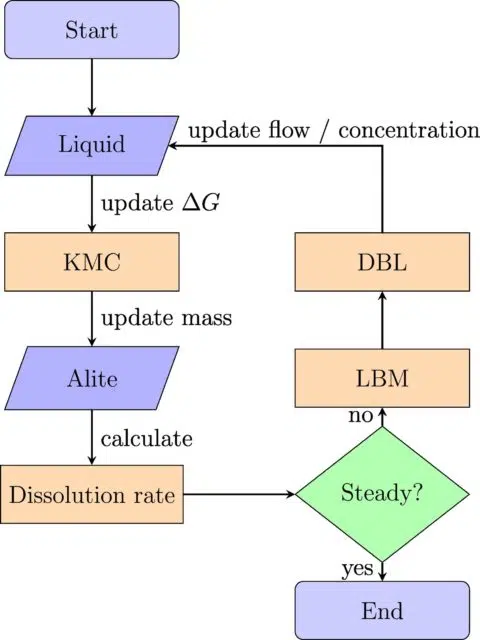 Start
Liquid
update flow / concentration
update ΔG
KMC
DBL
update mass
Alite
LBM
calculate
no
Dissolution rate
Steady?
yes
End